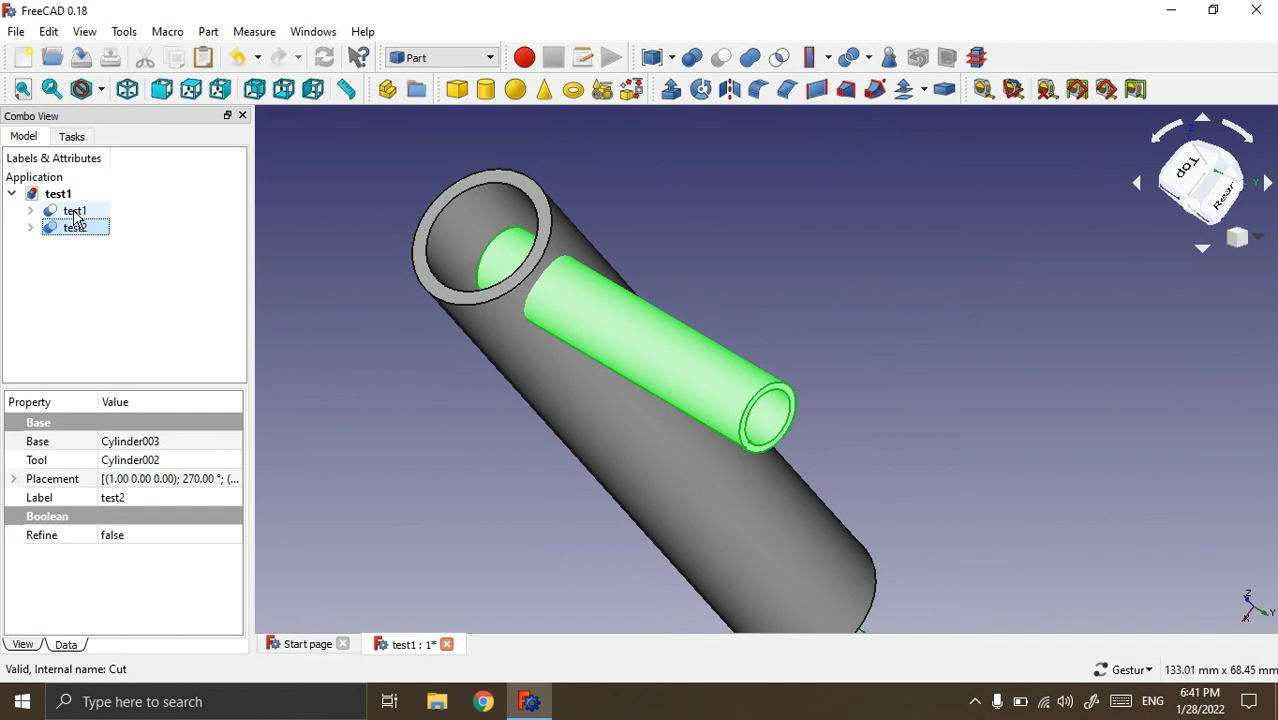 FreeCAD 0.18
File Edit View Tools Macro Part Measure Windows Help
Part
Combo View
Model Tasks
Labels & Attributes
Application
test1
test1
test2
Property Value
Base
Base Cylinder003
Tool Cylinder002
Placement [(1.00 0.00 0.00); 270.00 °; (...
Label test2
Boolean
Refine false
View Data
Top
Rear
Z
Y
Z
Y
X
Start page test1 : 1*
Valid, Internal name: Cut
Gestur 133.01 mm x 68.45 mm
Type here to search
ENG
6:41 PM
1/28/2022